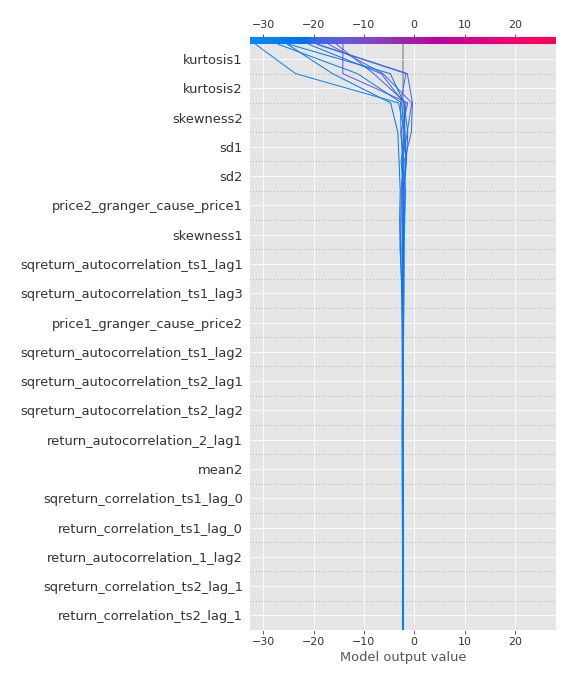 −30 −20 −10 0 10 20
kurtosis1
kurtosis2
skewness2
sd1
sd2
price2_granger_cause_price1
skewness1
sqreturn_autocorrelation_ts1_lag1
sqreturn_autocorrelation_ts1_lag3
price1_granger_cause_price2
sqreturn_autocorrelation_ts1_lag2
sqreturn_autocorrelation_ts2_lag1
sqreturn_autocorrelation_ts2_lag2
return_autocorrelation_2_lag1
mean2
sqreturn_correlation_ts1_lag_0
return_correlation_ts1_lag_0
return_autocorrelation_1_lag2
sqreturn_correlation_ts2_lag_1
return_correlation_ts2_lag_1
−30 −20 −10 0 10 20
Model output value